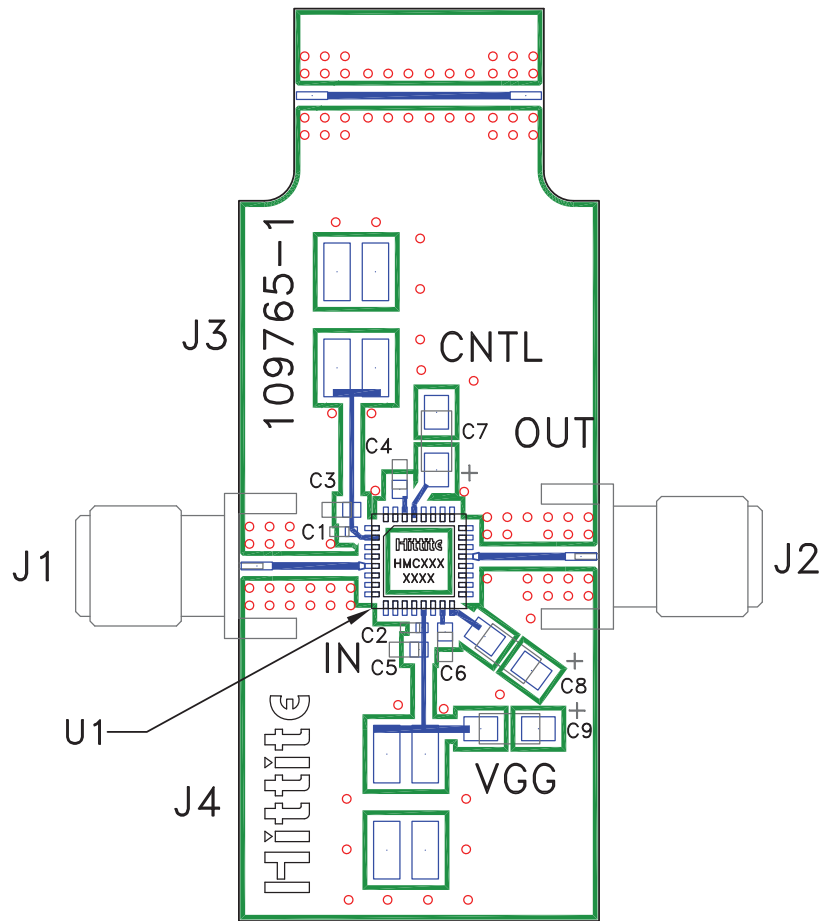 109765-1
J3
CNTL
C7
OUT
C4
+
C3
C1
Hittite
HMCXXX
XXXX
J1
J2
C2
IN
C5
C6
+
C8
U1
+
C9
VGG
J4
Hittite